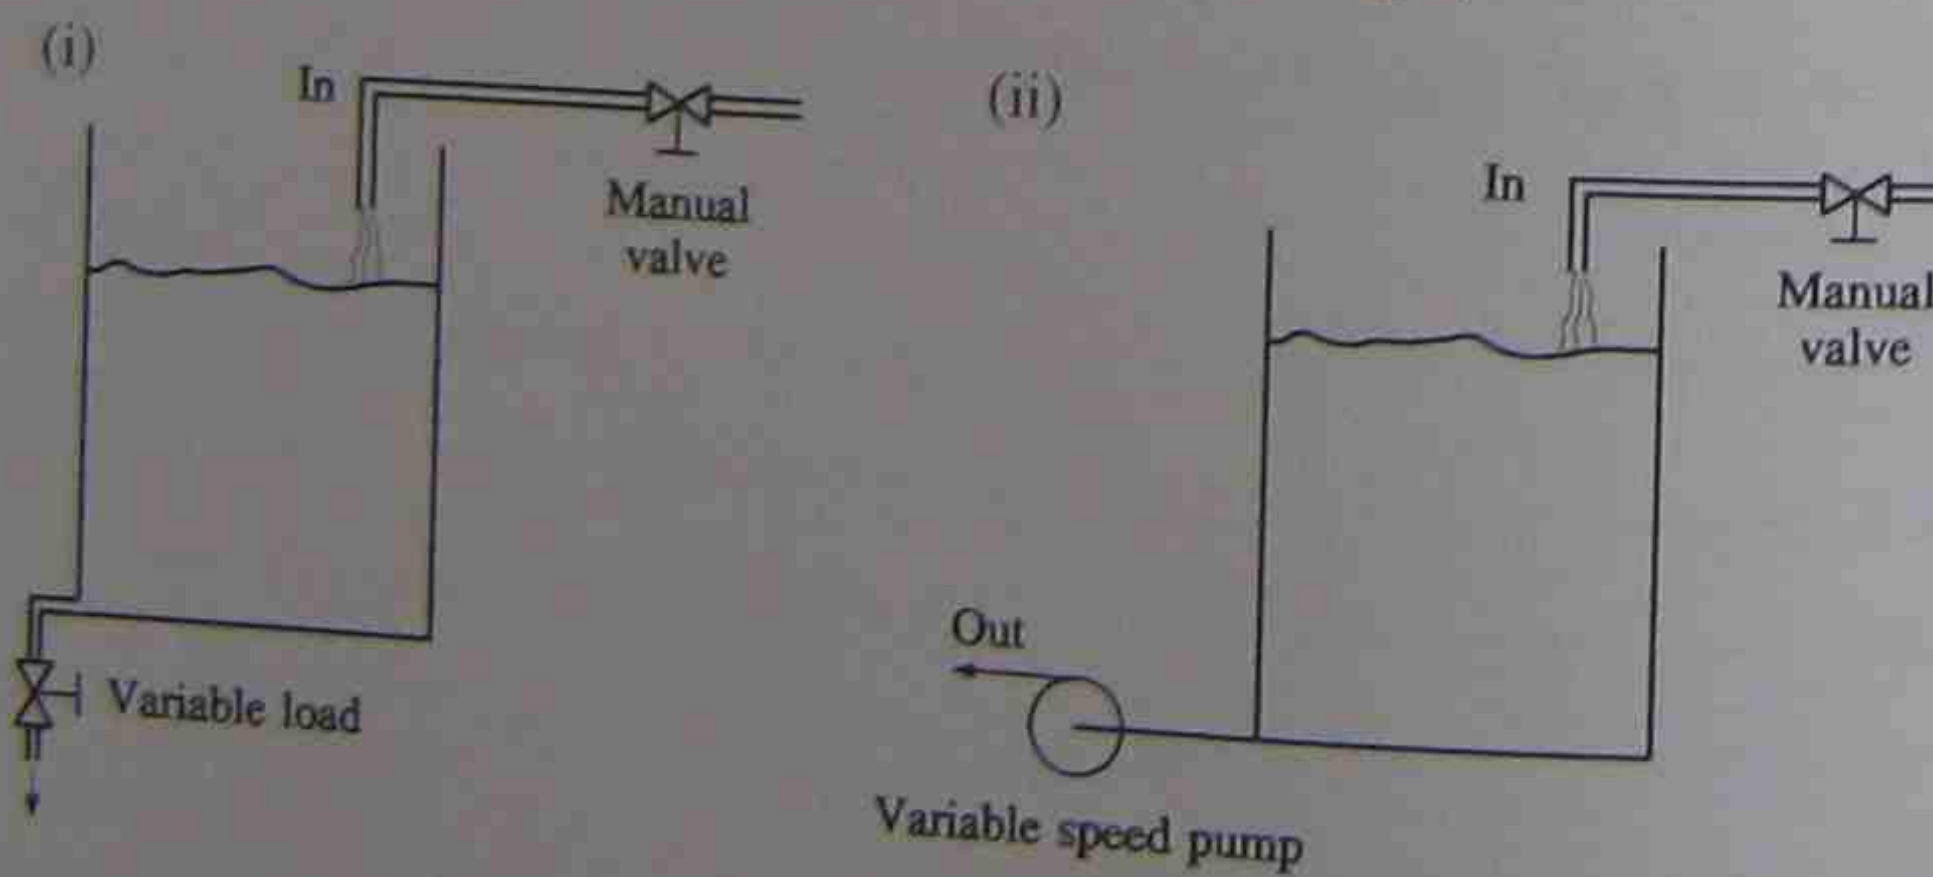 (i)
In
Manual
valve
Variable load
(ii)
In
Manual
valve
Out
Variable speed pump